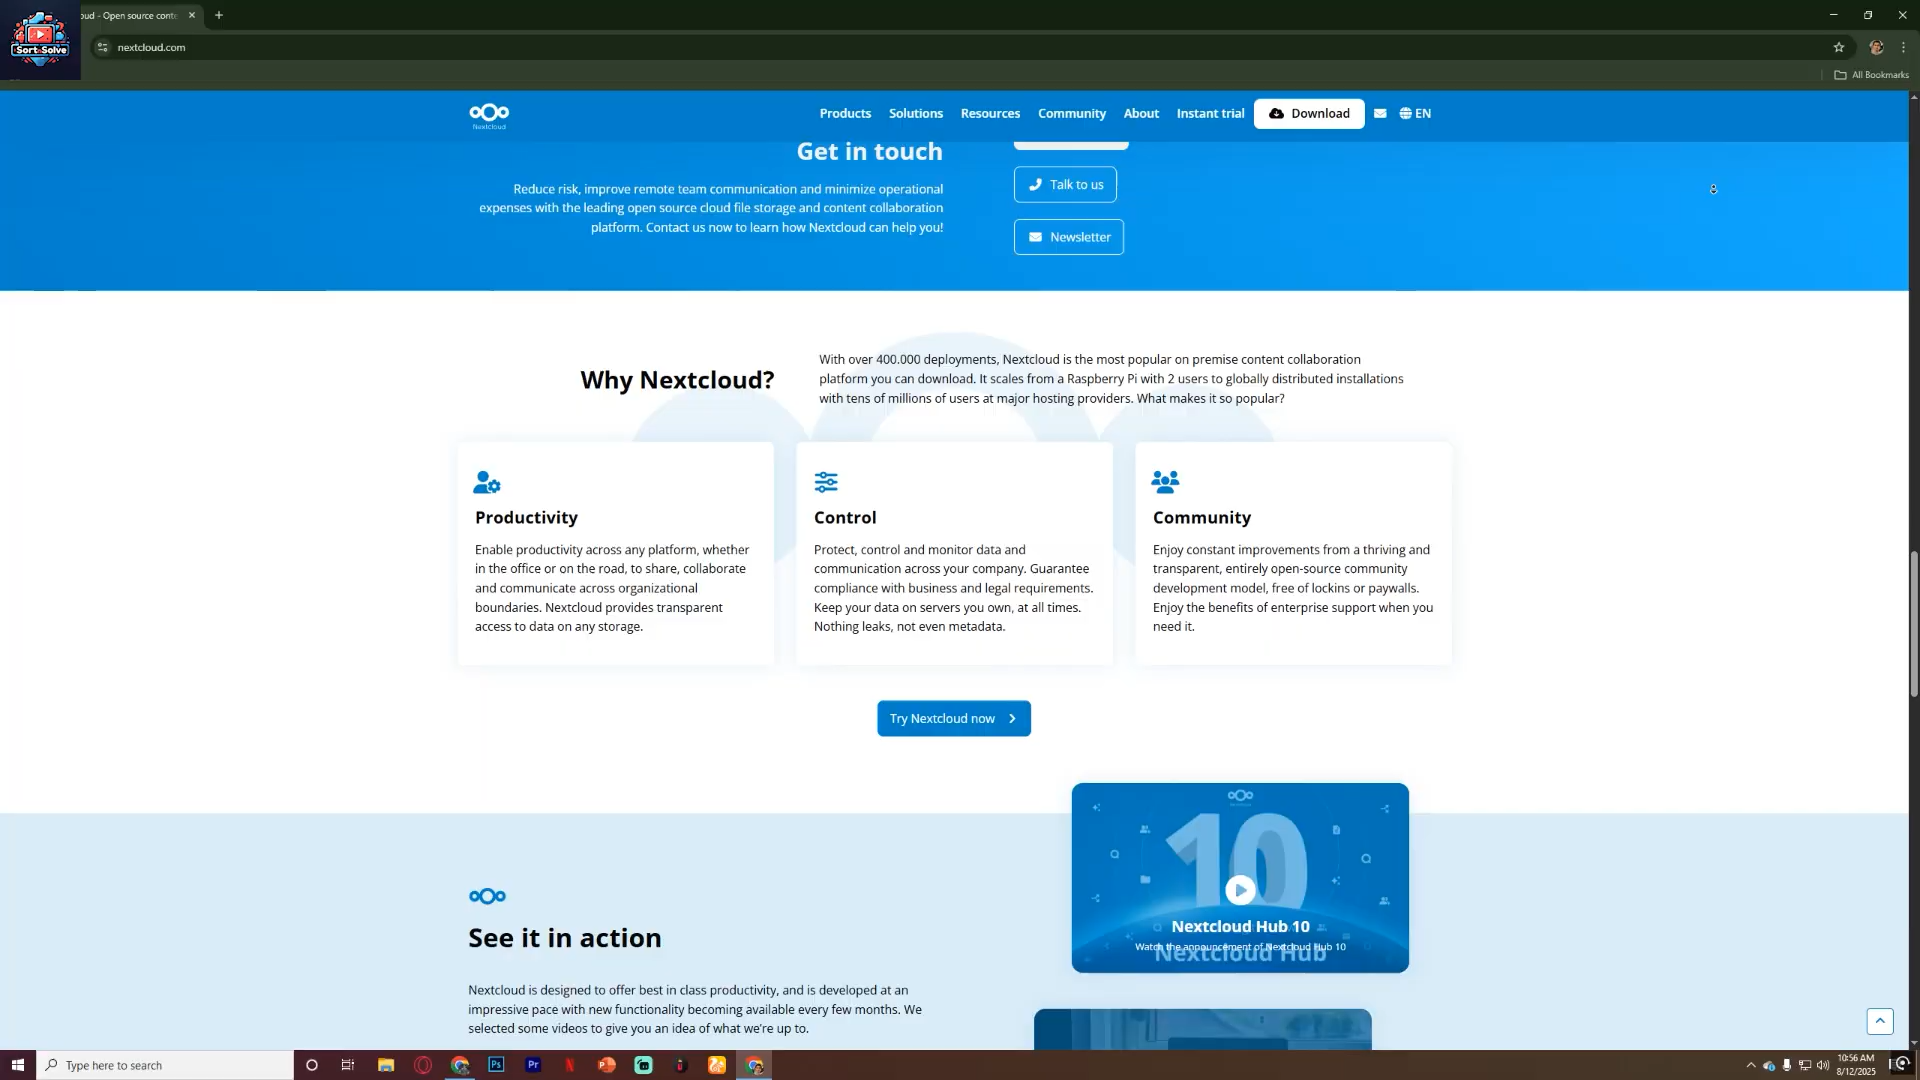 oud - Open source conte
Sort Solve
nextcloud.com
All Bookmarks
Nextcloud
Products
Solutions
Resources
Community
About
Instant trial
Download
EN
Get in touch
Reduce risk, improve remote team communication and minimize operational
expenses with the leading open source cloud file storage and content collaboration
platform. Contact us now to learn how Nextcloud can help you!
Talk to us
Newsletter
Why Nextcloud?
With over 400.000 deployments, Nextcloud is the most popular on premise content collaboration
platform you can download. It scales from a Raspberry Pi with 2 users to globally distributed installations
with tens of millions of users at major hosting providers. What makes it so popular?
Productivity
Enable productivity across any platform, whether
in the office or on the road, to share, collaborate
and communicate across organizational
boundaries. Nextcloud provides transparent
access to data on any storage.
Control
Protect, control and monitor data and
communication across your company. Guarantee
compliance with business and legal requirements.
Keep your data on servers you own, at all times.
Nothing leaks, not even metadata.
Community
Enjoy constant improvements from a thriving and
transparent, entirely open-source community
development model, free of lockins or paywalls.
Enjoy the benefits of enterprise support when you
need it.
Try Nextcloud now
10
Nextcloud Hub 10
Watch the announcement of Nextcloud Hub 10
Nextcloud Hub
See it in action
Nextcloud is designed to offer best in class productivity, and is developed at an
impressive pace with new functionality becoming available every few months. We
selected some videos to give you an idea of what we're up to.
Type here to search
Ps
Pr
10:56 AM
8/12/2025